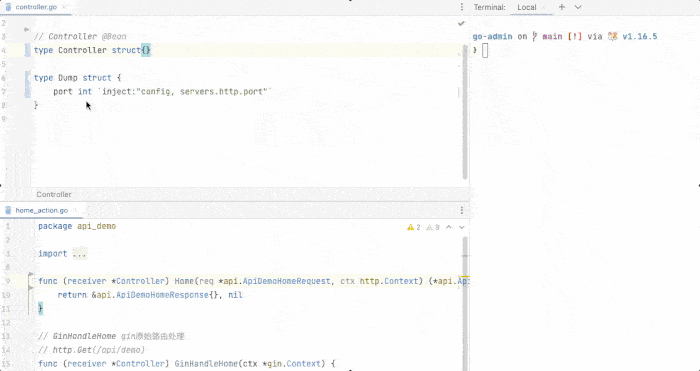 controller.go
Terminal:
Local
2
3
// Controller @Bean
4
type Controller struct{}
5
6
type Dump struct {
7
port int `inject:"config, servers.http.port"`
8
}
9
go-admin on main [!] via v1.16.5
Controller
home_action.go
1
package api_demo
2
2
3
import ...
8
9
func (receiver *Controller) Home(req *api.ApiDemoHomeRequest, ctx http.Context) (*api.Ap
10
return &api.ApiDemoHomeResponse{}, nil
11
}
12
13
// GinHandleHome gin原始路由处理
14
// http.Get(/api/demo)
15
func (receiver *Controller) GinHandleHome(ctx *gin.Context) {